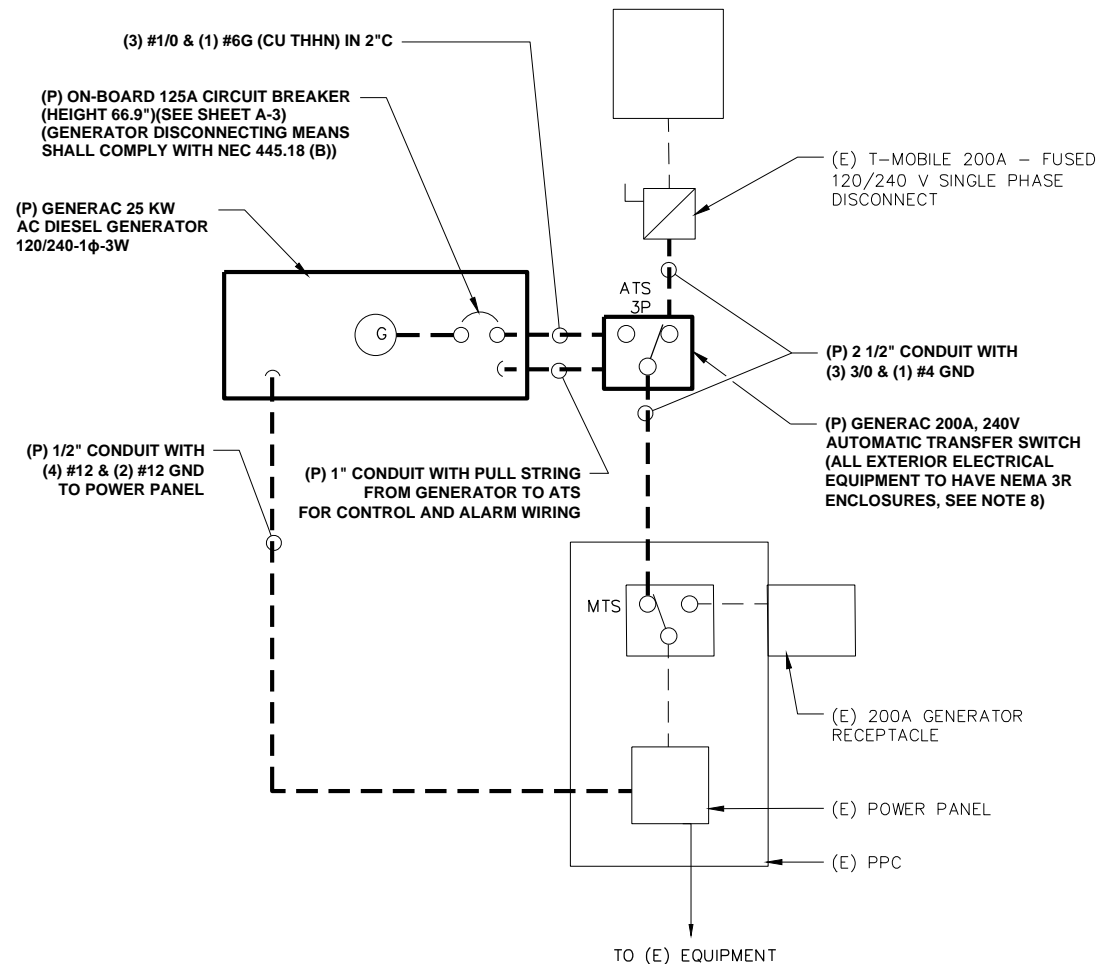 (3) #1/0 & (1) #6G (CU THHN) IN 2"C
(P) ON-BOARD 125A CIRCUIT BREAKER
(HEIGHT 66.9")(SEE SHEET A-3)
(GENERATOR DISCONNECTING MEANS
SHALL COMPLY WITH NEC 445.18 (B))
(E) T-MOBILE 200A - FUSED
120/240 V SINGLE PHASE
DISCONNECT
(P) GENERAC 25 KW
AC DIESEL GENERATOR
120/240-1ϕ-3W
ATS
3P
G
(P) 2 1/2" CONDUIT WITH
(3) 3/0 & (1) #4 GND
(P) GENERAC 200A, 240V
AUTOMATIC TRANSFER SWITCH
(ALL EXTERIOR ELECTRICAL
EQUIPMENT TO HAVE NEMA 3R
ENCLOSURES, SEE NOTE 8)
(P) 1/2" CONDUIT WITH
(4) #12 & (2) #12 GND
TO POWER PANEL
(P) 1" CONDUIT WITH PULL STRING
FROM GENERATOR TO ATS
FOR CONTROL AND ALARM WIRING
MTS
(E) 200A GENERATOR
RECEPTACLE
(E) POWER PANEL
(E) PPC
TO (E) EQUIPMENT